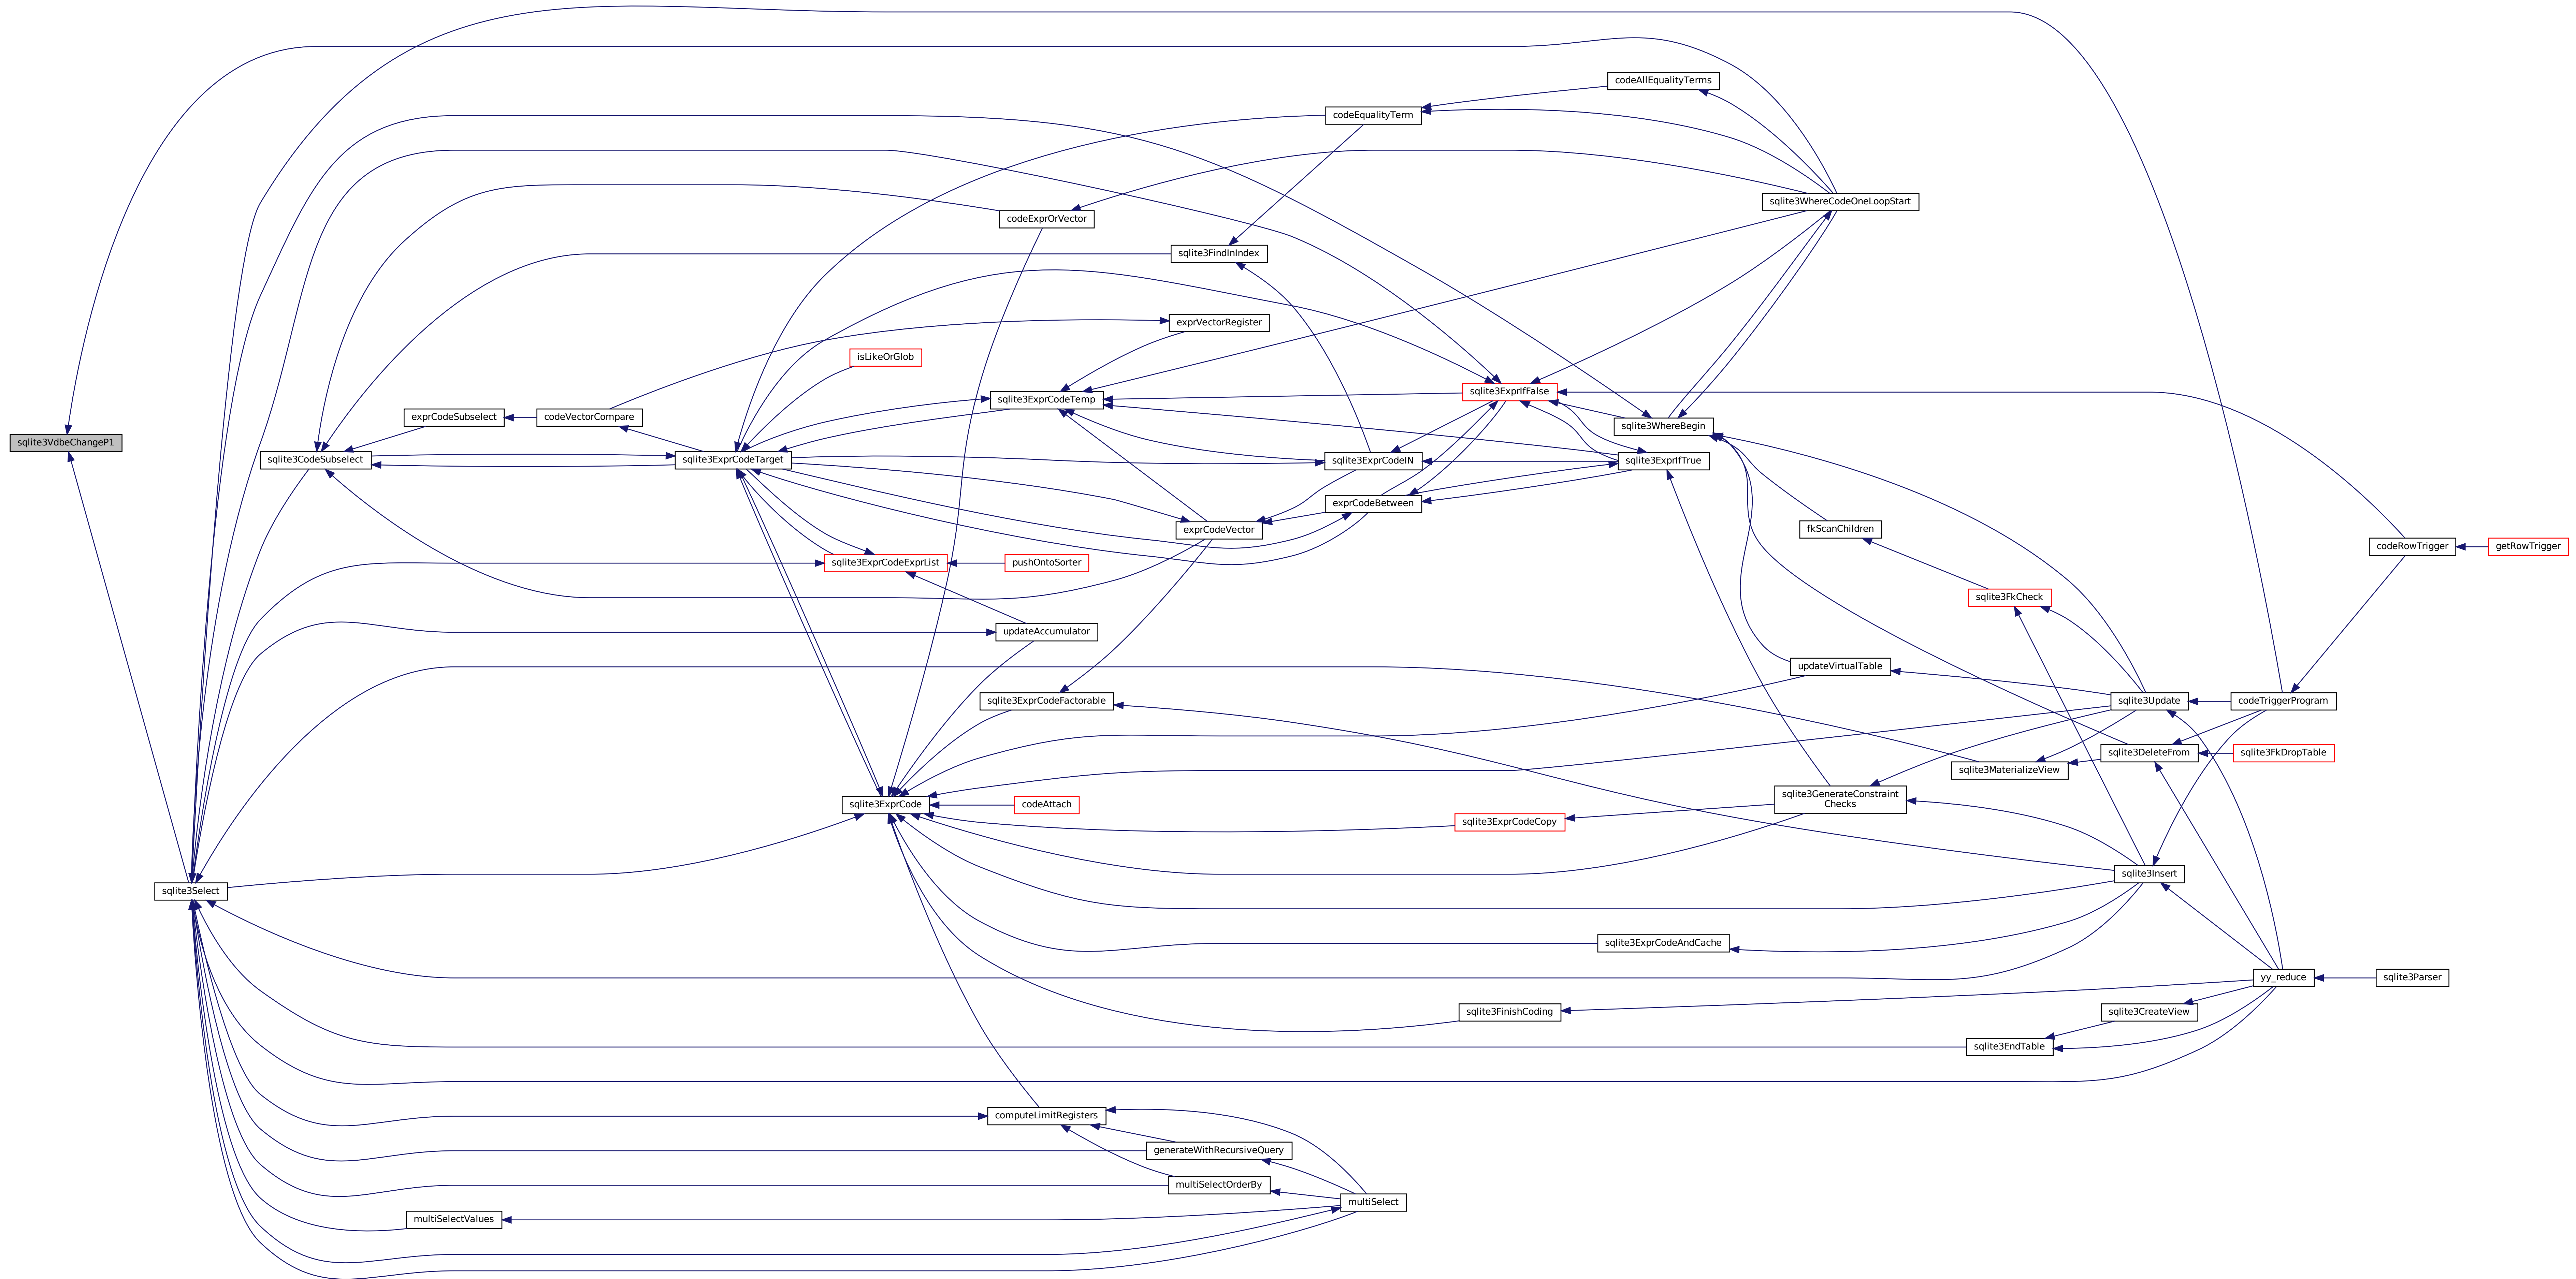 sqlite3VdbeChangeP1
sqlite3Select
sqlite3CodeSubselect
exprCodeSubselect
codeVectorCompare
sqlite3ExprCodeTarget
isLikeOrGlob
sqlite3ExprCodeExprList
sqlite3ExprCode
codeExprOrVector
sqlite3FindInIndex
exprVectorRegister
sqlite3ExprCodeTemp
exprCodeVector
pushOntoSorter
updateAccumulator
sqlite3ExprCodeFactorable
codeAttach
computeLimitRegisters
generateWithRecursiveQuery
multiSelectOrderBy
multiSelectValues
multiSelect
codeEqualityTerm
codeAllEqualityTerms
sqlite3WhereCodeOneLoopStart
sqlite3ExprIfFalse
sqlite3WhereBegin
sqlite3ExprCodeIN
sqlite3ExprIfTrue
exprCodeBetween
fkScanChildren
sqlite3FkCheck
updateVirtualTable
sqlite3Update
sqlite3DeleteFrom
sqlite3MaterializeView
sqlite3GenerateConstraint
Checks
sqlite3ExprCodeCopy
sqlite3Insert
sqlite3ExprCodeAndCache
sqlite3FinishCoding
sqlite3EndTable
sqlite3CreateView
yy_reduce
sqlite3Parser
codeTriggerProgram
sqlite3FkDropTable
codeRowTrigger
getRowTrigger